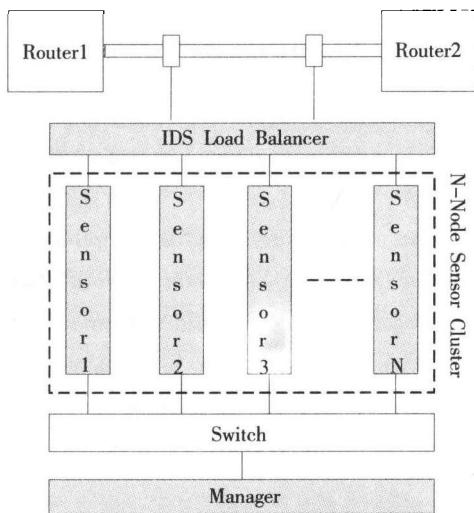 Router1
Router2
IDS Load Balancer
Sensor1
Sensor2
Sensor3
SensorN
N-Node Sensor Cluster
Switch
Manager